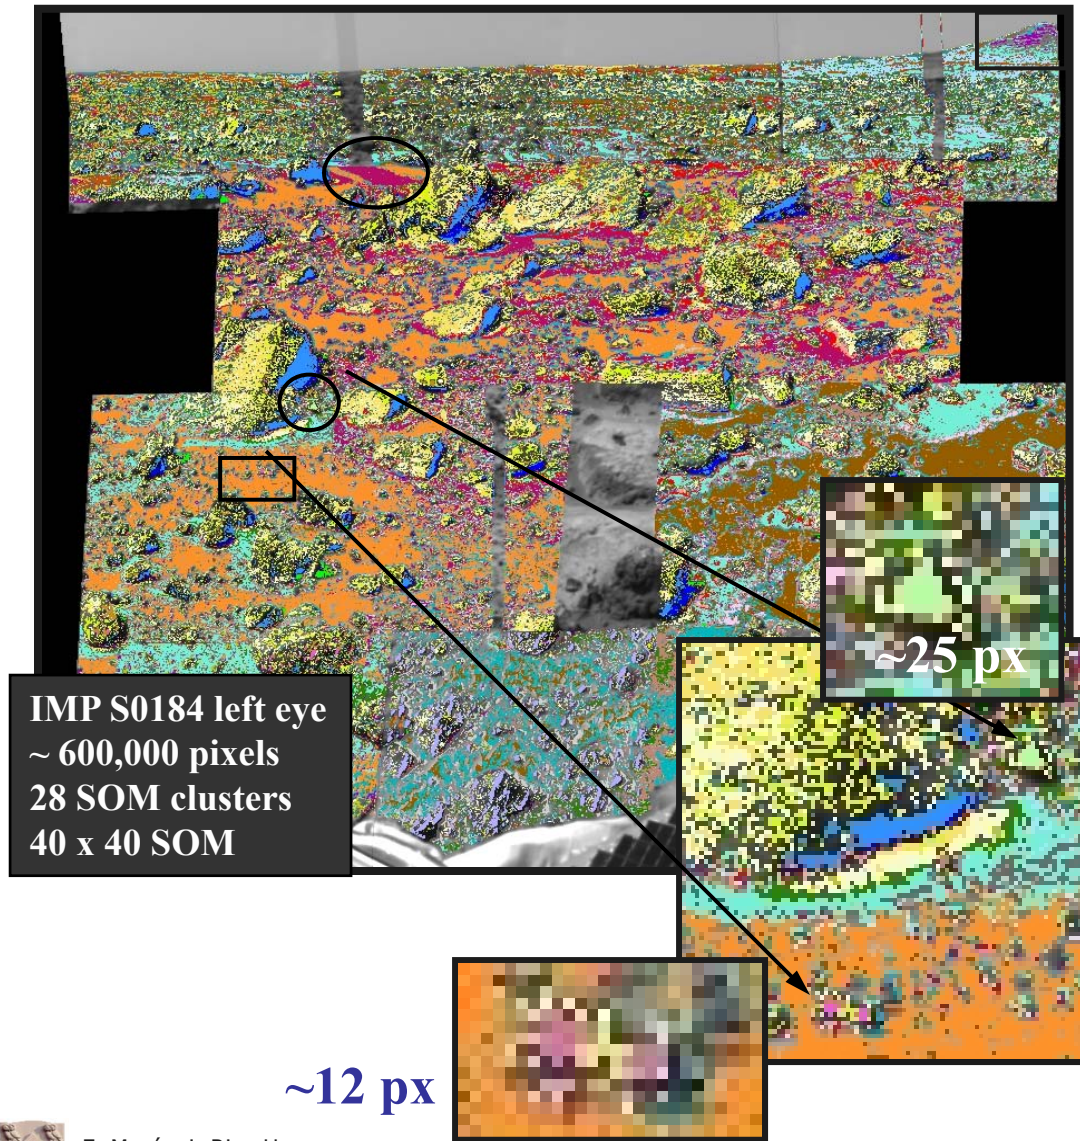 ~25 px
IMP S0184 left eye
~ 600,000 pixels
28 SOM clusters
40 x 40 SOM
~12 px